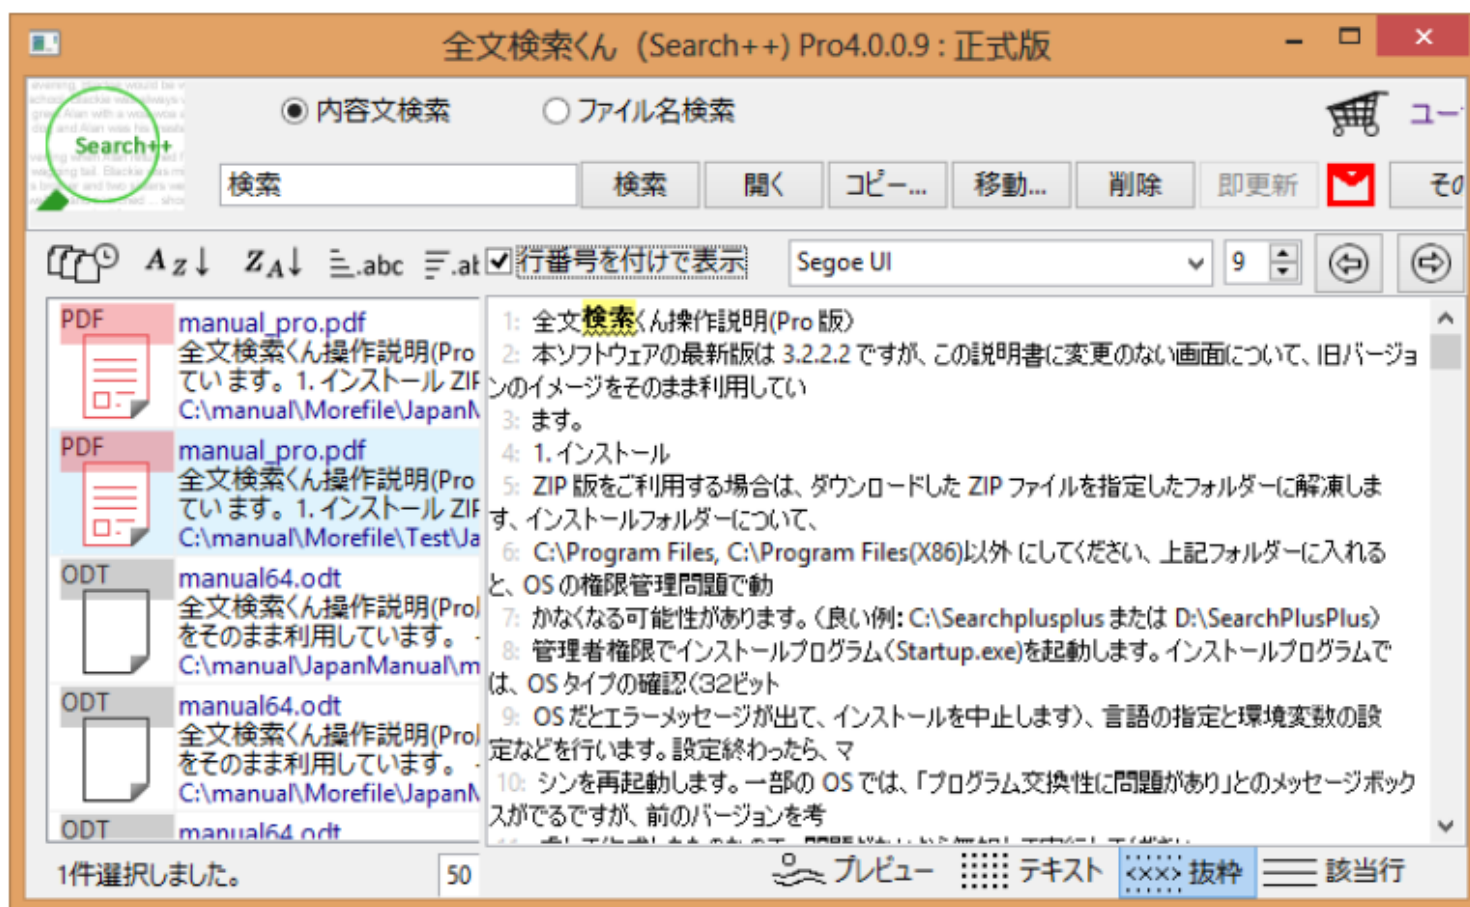 全文検索くん（Search++) Pro4.0.0.9 : 正式版
Search++
内容文検索 ファイル名検索 ユー
検索 検索 開く コピー... 移動... 削除 即更新 その
AZ↓ ZA↓ .abc .ab 行番号を付けで表示 Segoe UI 9
PDF
manual_pro.pdf
全文検索くん操作説明(Pro
ています。1. インストール ZIP
C:\manual\Morefile\JapanM
PDF
manual_pro.pdf
全文検索くん操作説明(Pro
ています。1. インストール ZIP
C:\manual\Morefile\Test\Ja
ODT
manual64.odt
全文検索くん操作説明(Pro
をそのまま利用しています。
C:\manual\JapanManual\m
ODT
manual64.odt
全文検索くん操作説明(Pro
をそのまま利用しています。
C:\manual\Morefile\JapanM
ODT
manual64.odt
1: 全文検索くん操作説明(Pro 版)
2: 本ソフトウェアの最新版は 3.2.2.2 ですが、この説明書に変更のない画面について、旧バージョ
ンのイメージをそのまま利用してい
3: ます。
4: 1. インストール
5: ZIP 版をご利用する場合は、ダウンロードした ZIP ファイルを指定したフォルダーに解凍しま
す、インストールフォルダーについて、
6: C:\Program Files, C:\Program Files(X86)以外 にしてください、上記フォルダーに入れる
と、OS の権限管理問題で動
7: かなくなる可能性があります。(良い例: C:\Searchplusplus または D:\SearchPlusPlus)
8: 管理者権限でインストールプログラム(Startup.exe)を起動します。インストールプログラムで
は、OS タイプの確認(32ビット
9: OS だとエラーメッセージが出て、インストールを中止します)、言語の指定と環境変数の設
定などを行います。設定終わったら、マ
10: シンを再起動します。一部の OS では、「プログラム交換性に問題があり」とのメッセージボック
スがでるですが、前のバージョンを考
1件選択しました。 50 プレビュー テキスト <xx> 抜粋 該当行